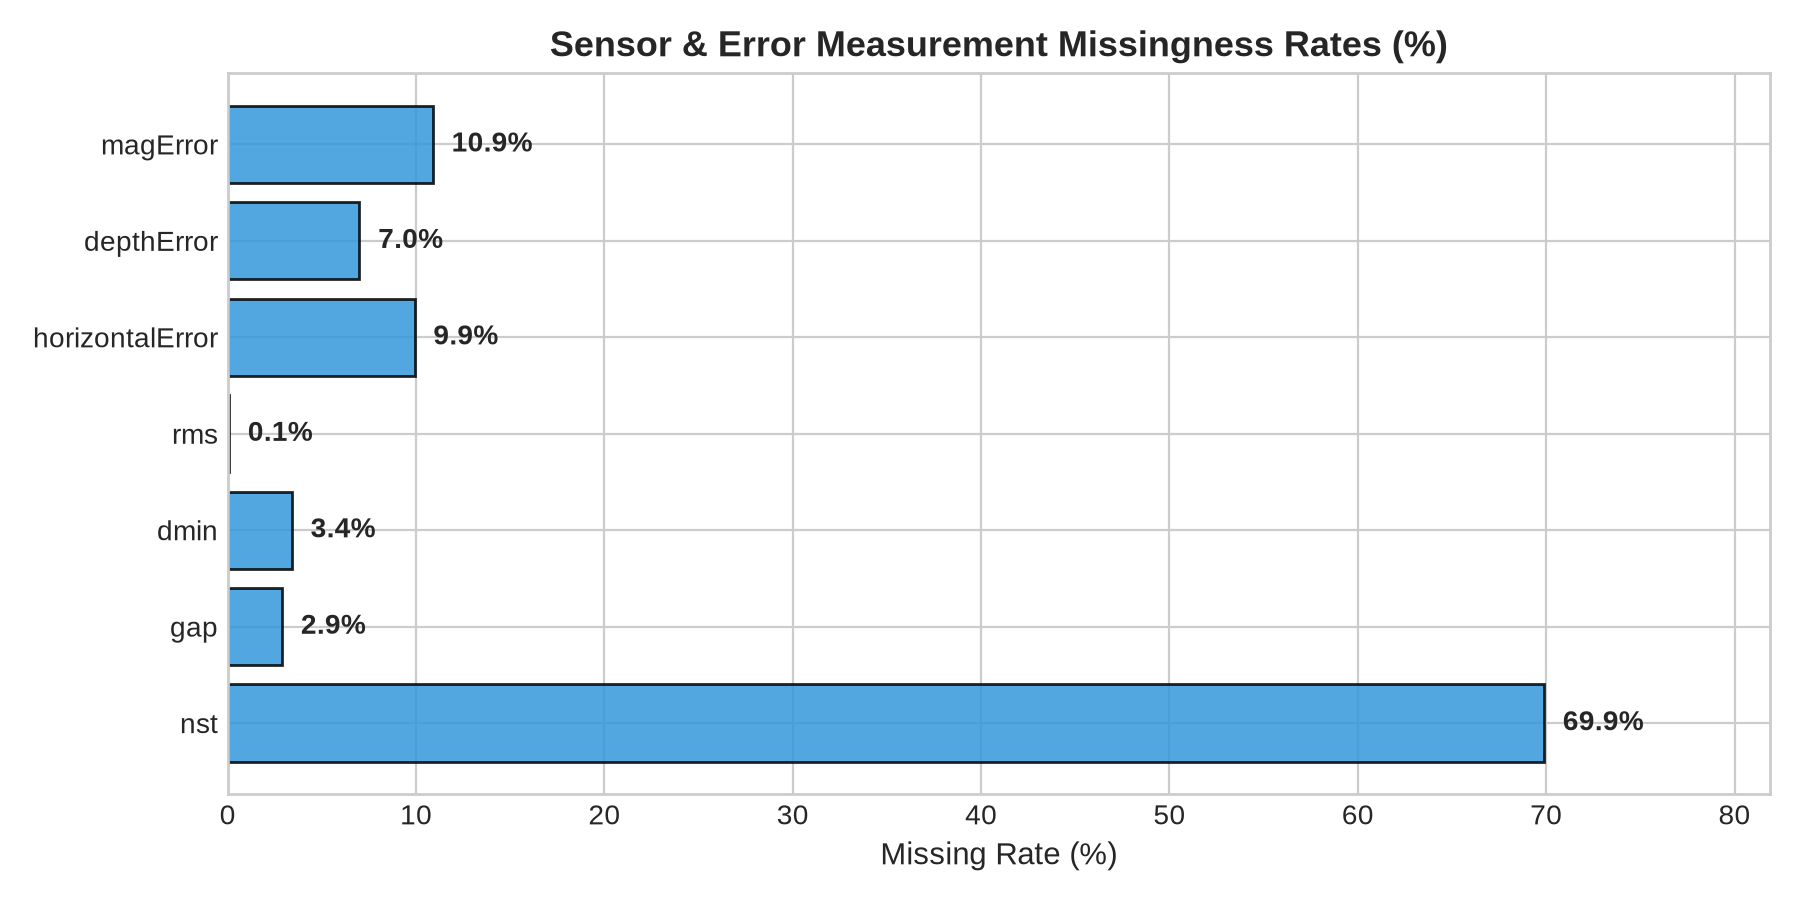 Sensor & Error Measurement Missingness Rates (%)
magError 10.9%
depthError 7.0%
horizontalError 9.9%
rms 0.1%
dmin 3.4%
gap 2.9%
nst 69.9%
0 10 20 30 40 50 60 70 80
Missing Rate (%)